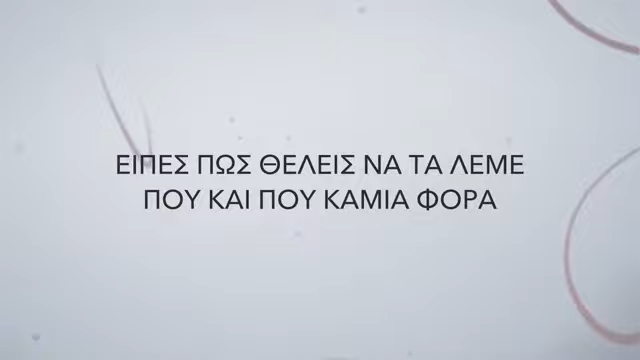 ΕΙΠΕΣ ΠΩΣ ΘΕΛΕΙΣ ΝΑ ΤΑ ΛΕΜΕ
ΠΟΥ ΚΑΙ ΠΟΥ ΚΑΜΙΑ ΦΟΡΑ